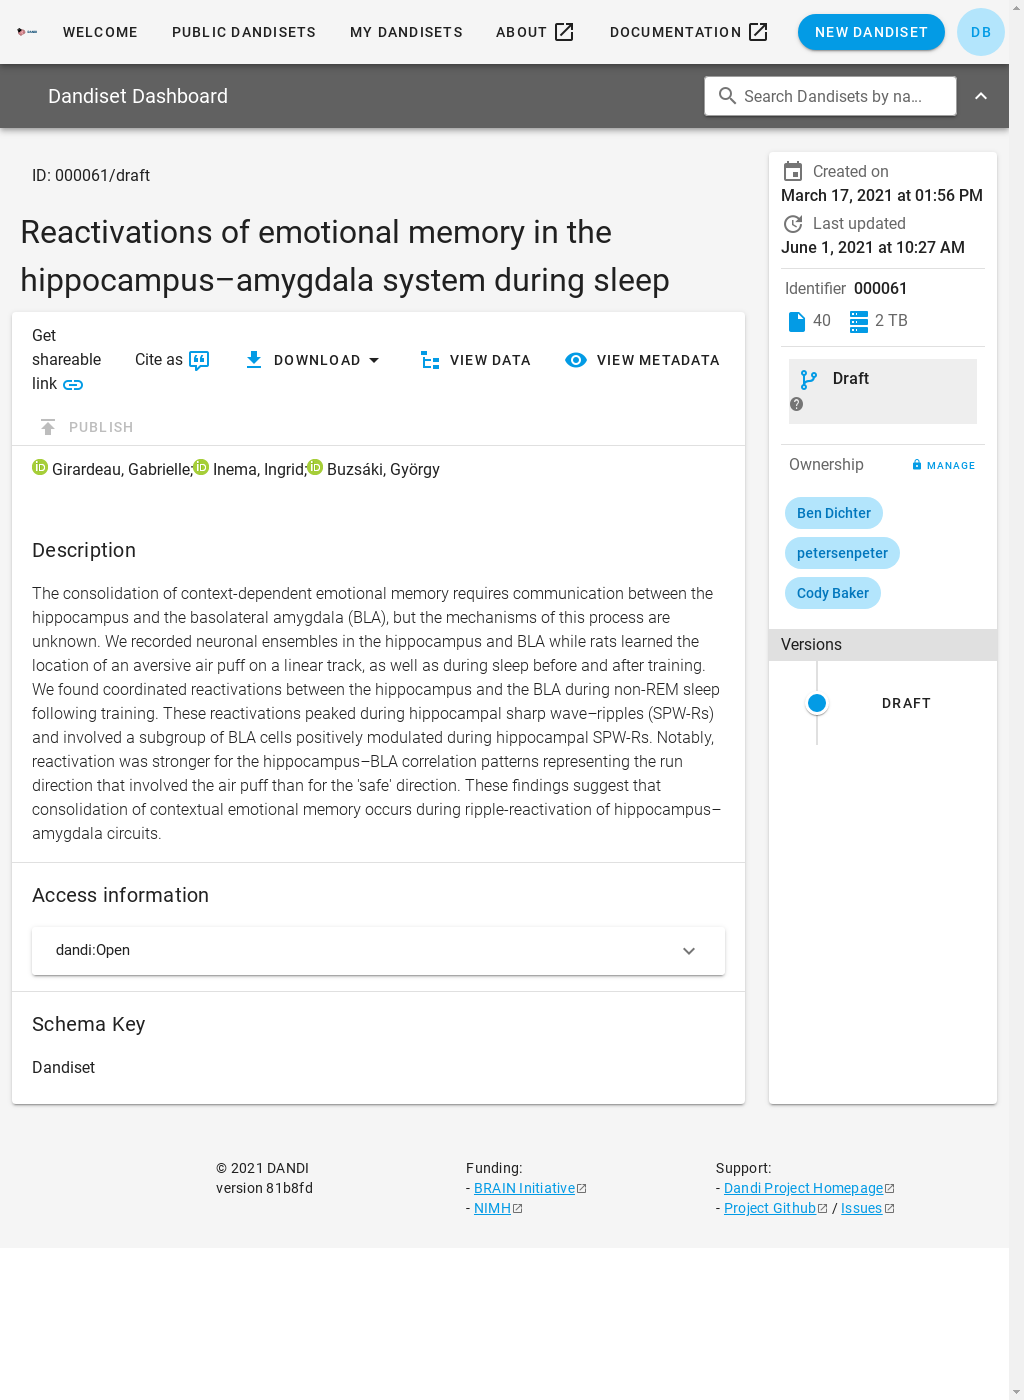 WELCOME PUBLIC DANDISETS MY DANDISETS ABOUT DOCUMENTATION NEW DANDISET DB
Dandiset Dashboard Search Dandisets by na...
ID: 000061/draft
Reactivations of emotional memory in the
hippocampus–amygdala system during sleep
Get
shareable
link
Cite as
DOWNLOAD
VIEW DATA
VIEW METADATA
PUBLISH
Girardeau, Gabrielle; Inema, Ingrid; Buzsáki, György
Description
The consolidation of context-dependent emotional memory requires communication between the
hippocampus and the basolateral amygdala (BLA), but the mechanisms of this process are
unknown. We recorded neuronal ensembles in the hippocampus and BLA while rats learned the
location of an aversive air puff on a linear track, as well as during sleep before and after training.
We found coordinated reactivations between the hippocampus and the BLA during non-REM sleep
following training. These reactivations peaked during hippocampal sharp wave–ripples (SPW-Rs)
and involved a subgroup of BLA cells positively modulated during hippocampal SPW-Rs. Notably,
reactivation was stronger for the hippocampus–BLA correlation patterns representing the run
direction that involved the air puff than for the 'safe' direction. These findings suggest that
consolidation of contextual emotional memory occurs during ripple-reactivation of hippocampus–
amygdala circuits.
Access information
dandi:Open
Schema Key
Dandiset
Created on
March 17, 2021 at 01:56 PM
Last updated
June 1, 2021 at 10:27 AM
Identifier 000061
40 2 TB
Draft
Ownership MANAGE
Ben Dichter
petersenpeter
Cody Baker
Versions
DRAFT
© 2021 DANDI
version 81b8fd
Funding:
- BRAIN Initiative
- NIMH
Support:
- Dandi Project Homepage
- Project Github / Issues